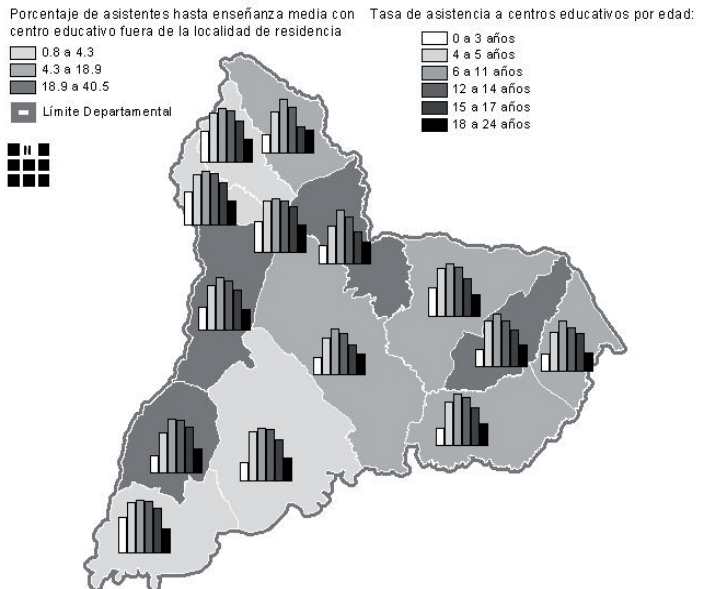 Porcentaje de asistentes hasta enseñanza media con
centro educativo fuera de la localidad de residencia
0.8 a 4.3
4.3 a 18.9
18.9 a 40.5
Límite Departamental
N
Tasa de asistencia a centros educativos por edad:
0 a 3 años
4 a 5 años
6 a 11 años
12 a 14 años
15 a 17 años
18 a 24 años